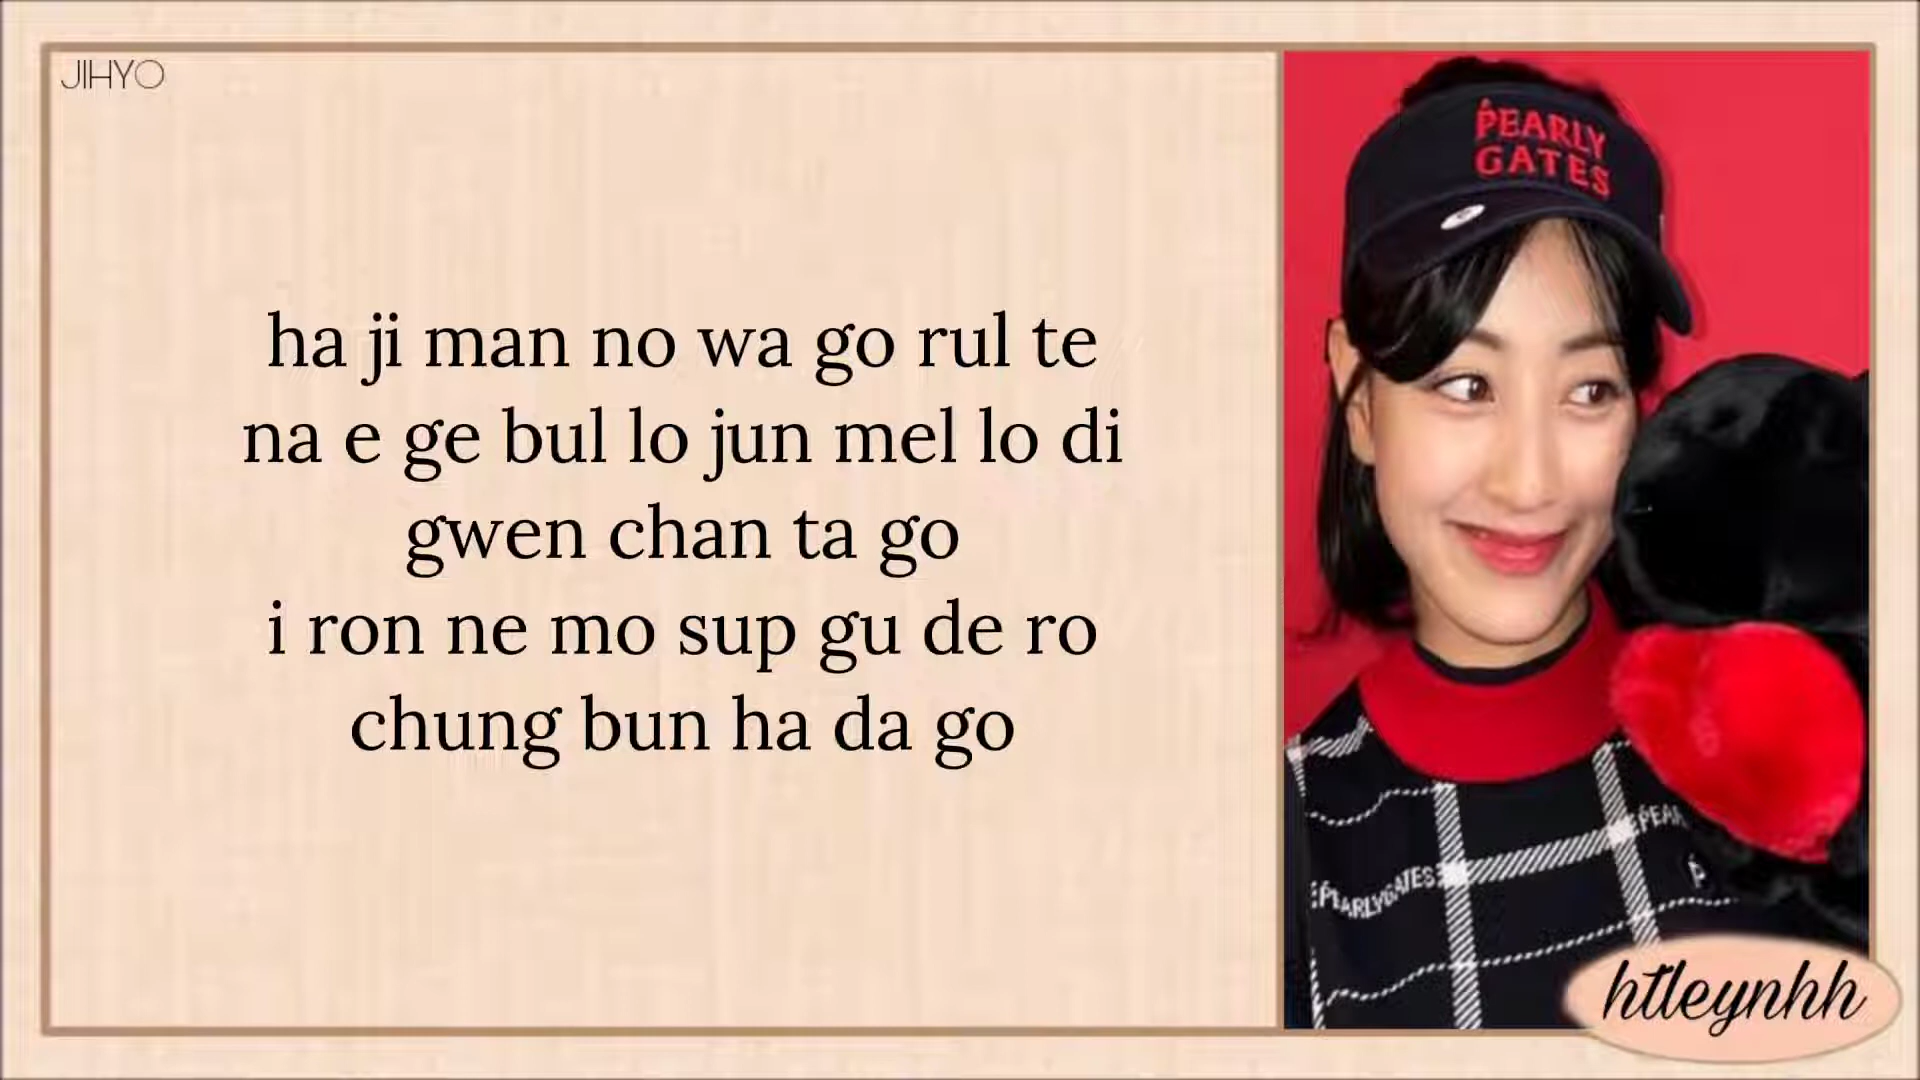 JIHYO
ha ji man no wa go rul te
na e ge bul lo jun mel lo di
gwen chan ta go
i ron ne mo sup gu de ro
chung bun ha da go
PEARLY
GATES
PEARLYGATES
htleynhh